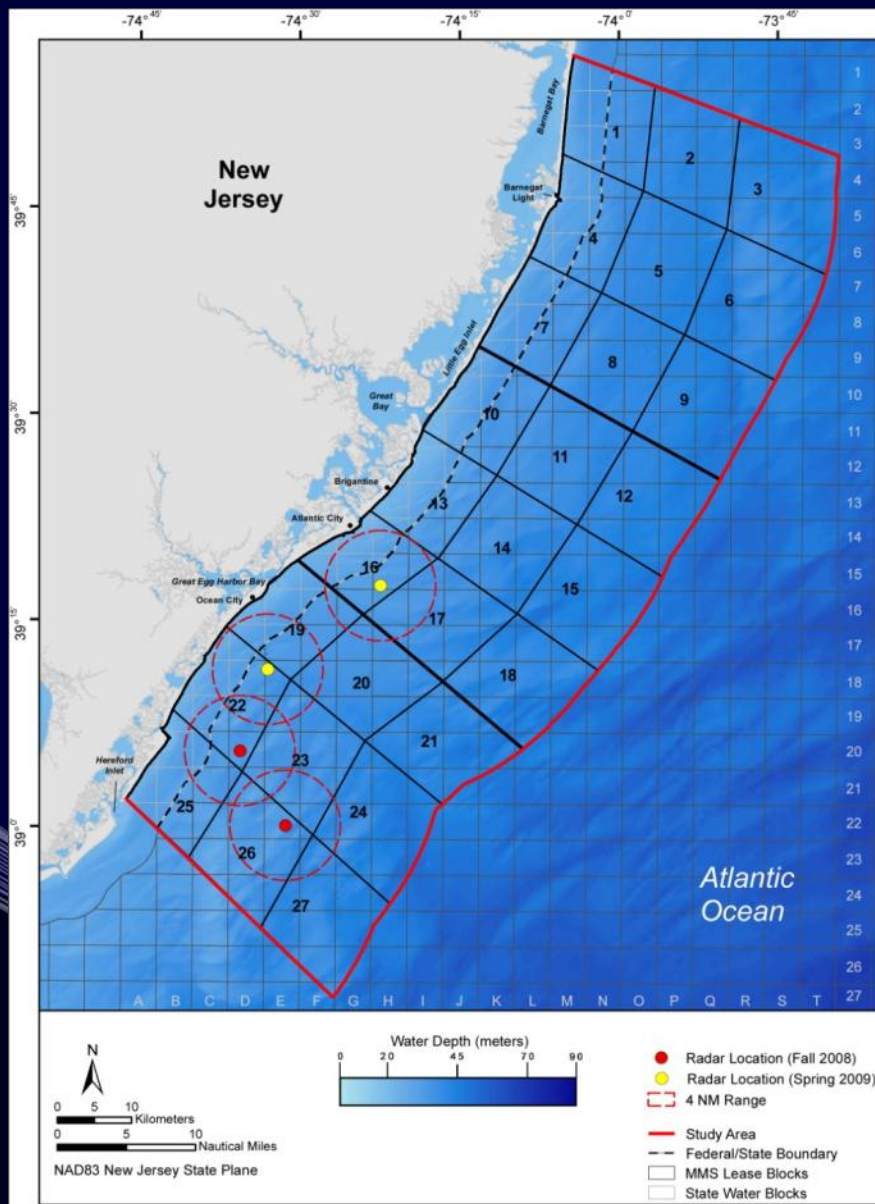 -74°45'
-74°30'
-74°15'
-74°0'
-73°45'
39°45'
39°30'
39°15'
39°0'
New
Jersey
Barnegat Bay
Barnegat
Light
Little Egg Inlet
Great
Bay
Brigantine
Atlantic City
Great Egg Harbor Bay
Ocean City
Hereford
Inlet
Atlantic
Ocean
1
2
3
4
5
6
7
8
9
10
11
12
13
14
15
16
17
18
19
20
21
22
23
24
25
26
27
1
2
3
4
5
6
7
8
9
10
11
12
13
14
15
16
17
18
19
20
21
22
23
24
25
26
27
A B C D E F G H I J K L M N O P Q R S T
N
0 5 10
Kilometers
0 5 10
Nautical Miles
NAD83 New Jersey State Plane
Water Depth (meters)
0 20 45 70 90
Radar Location (Fall 2008)
Radar Location (Spring 2009)
4 NM Range
Study Area
Federal/State Boundary
MMS Lease Blocks
State Water Blocks